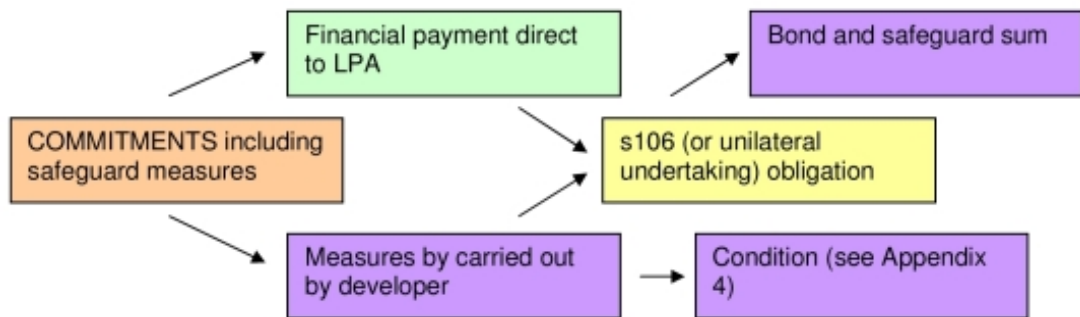 Financial payment direct
to LPA
Bond and safeguard sum
COMMITMENTS including
safeguard measures
s106 (or unilateral
undertaking) obligation
Measures by carried out
by developer
Condition (see Appendix
4)